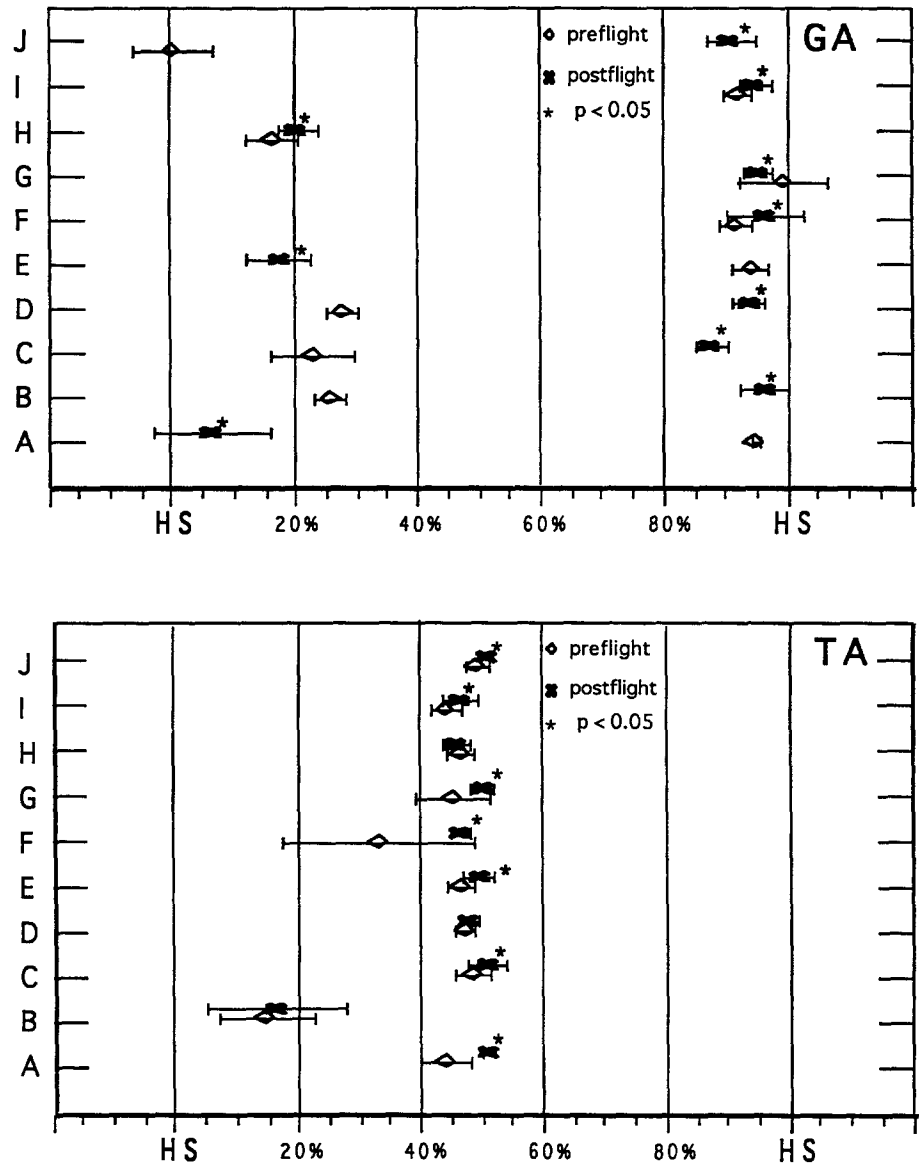 GA
◇ preflight
✖ postflight
* p < 0.05
J
I
H
G
F
E
D
C
B
A
HS 20% 40% 60% 80% HS
TA
◇ preflight
✖ postflight
* p < 0.05
J
I
H
G
F
E
D
C
B
A
HS 20% 40% 60% 80% HS